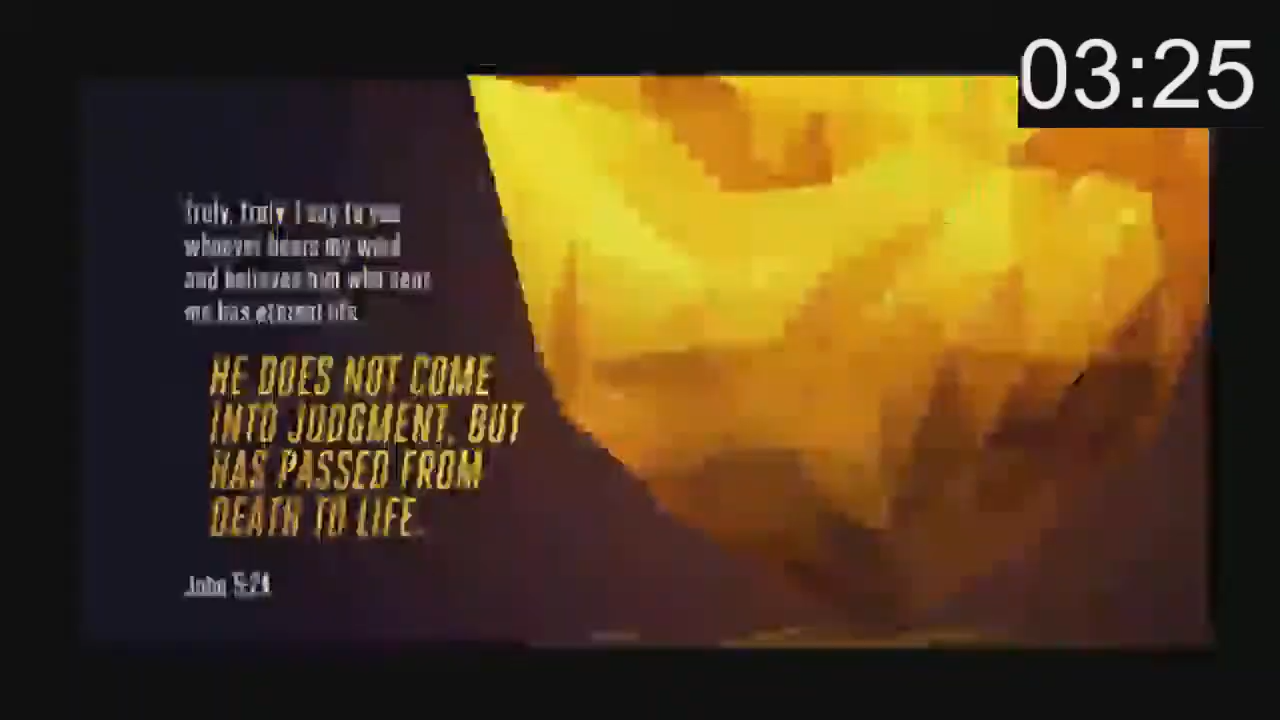 03:25
Truly, Truly I say to you
whoever hears my word
and believes him who sent
me has eternal life.
HE DOES NOT COME
INTO JUDGMENT, BUT
HAS PASSED FROM
DEATH TO LIFE.
John 5:24